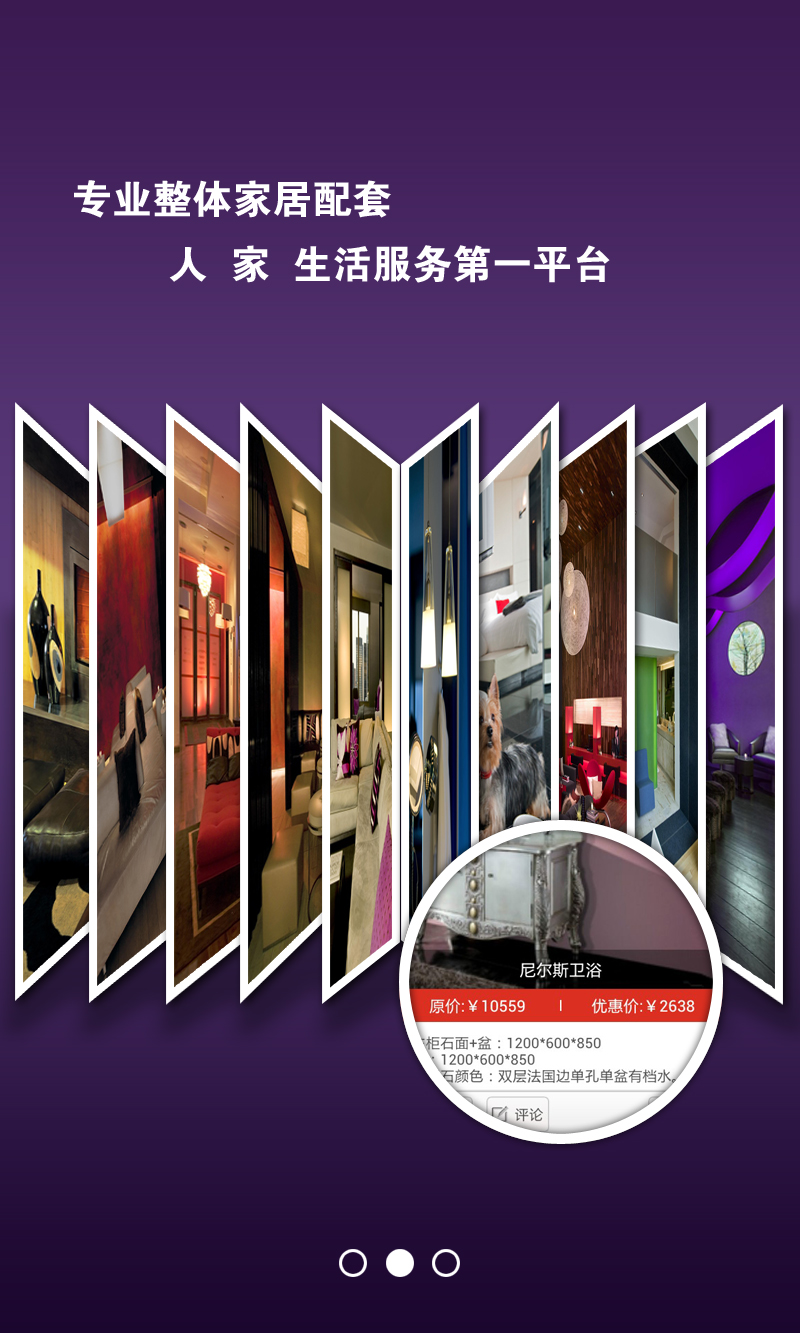 专业整体家居配套
人 家 生活服务第一平台
尼尔斯卫浴
原价:￥10559 | 优惠价:￥2638
柜石面+盆：1200*600*850
：1200*600*850
石颜色：双层法国边单孔单盆有档水。
评论